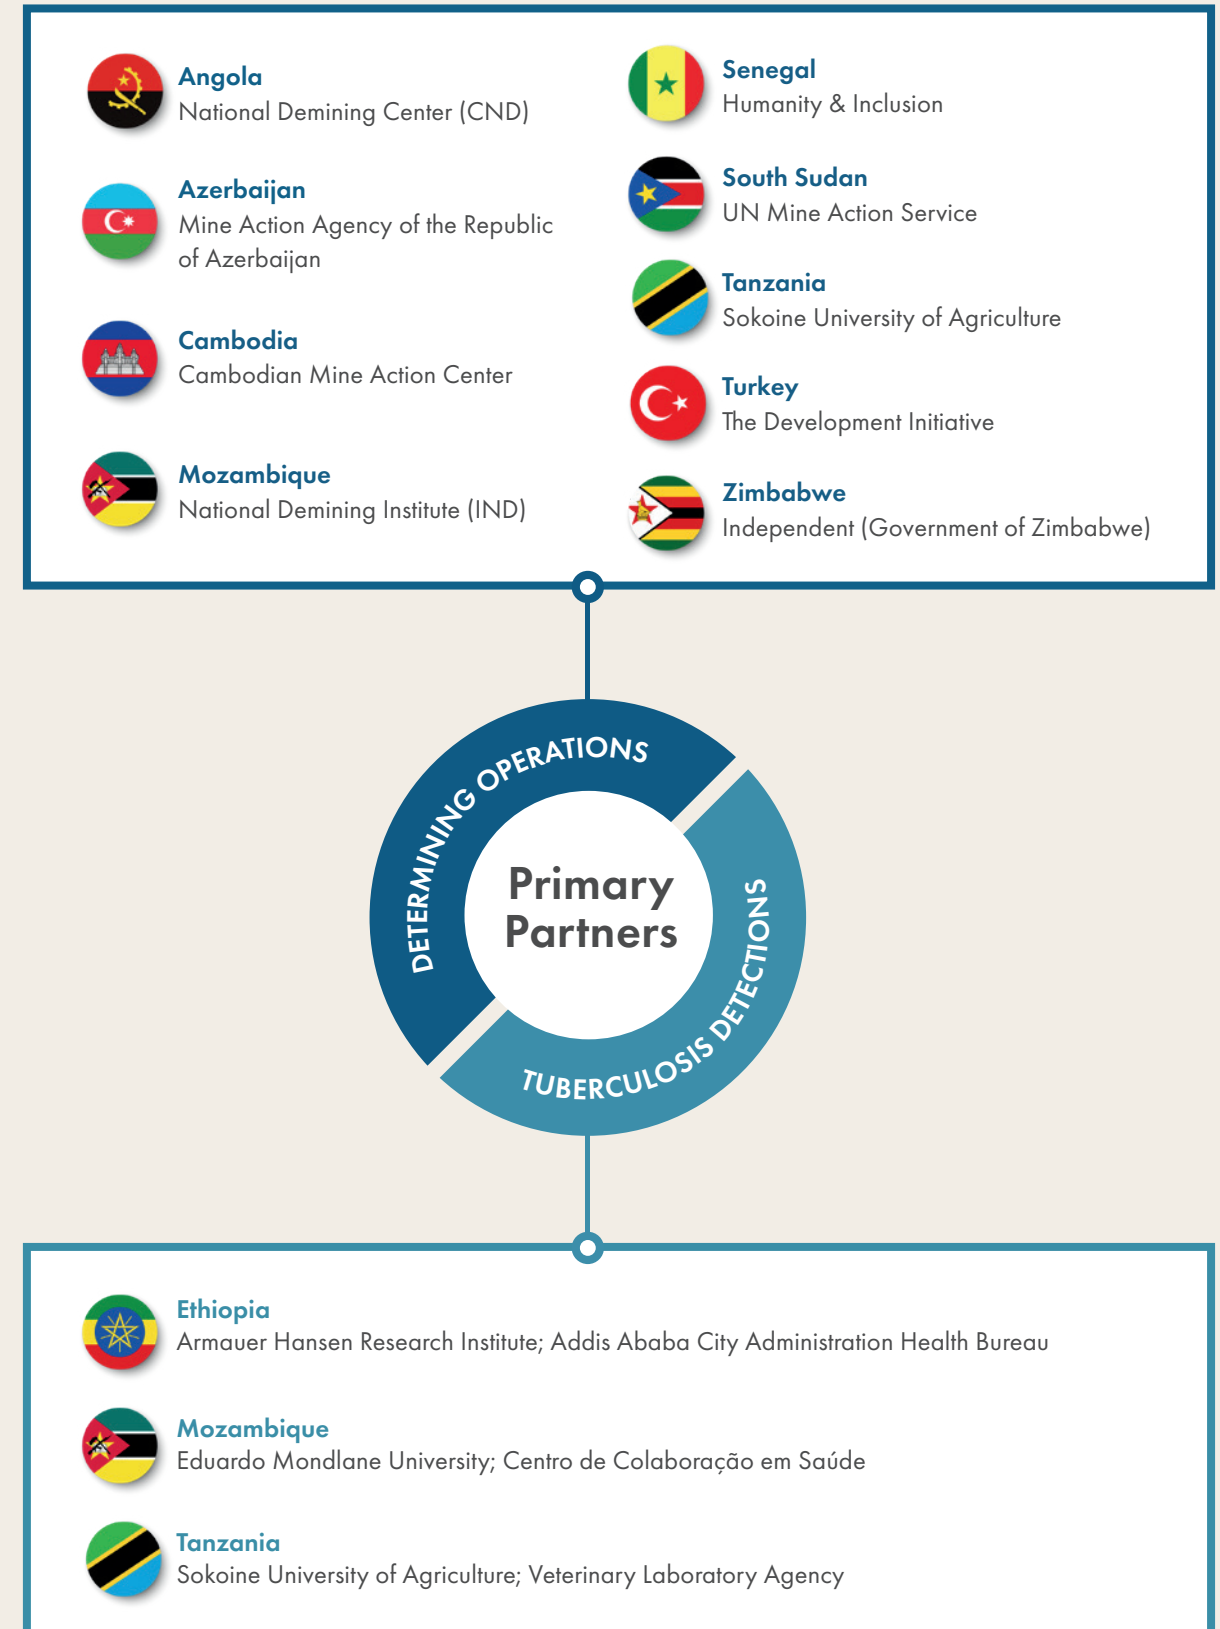 Angola
National Demining Center (CND)
Azerbaijan
Mine Action Agency of the Republic
of Azerbaijan
Cambodia
Cambodian Mine Action Center
Mozambique
National Demining Institute (IND)
Senegal
Humanity & Inclusion
South Sudan
UN Mine Action Service
Tanzania
Sokoine University of Agriculture
Turkey
The Development Initiative
Zimbabwe
Independent (Government of Zimbabwe)
DETERMINING OPERATIONS
Primary
Partners
TUBERCULOSIS DETECTIONS
Ethiopia
Armauer Hansen Research Institute; Addis Ababa City Administration Health Bureau
Mozambique
Eduardo Mondlane University; Centro de Colaboração em Saúde
Tanzania
Sokoine University of Agriculture; Veterinary Laboratory Agency